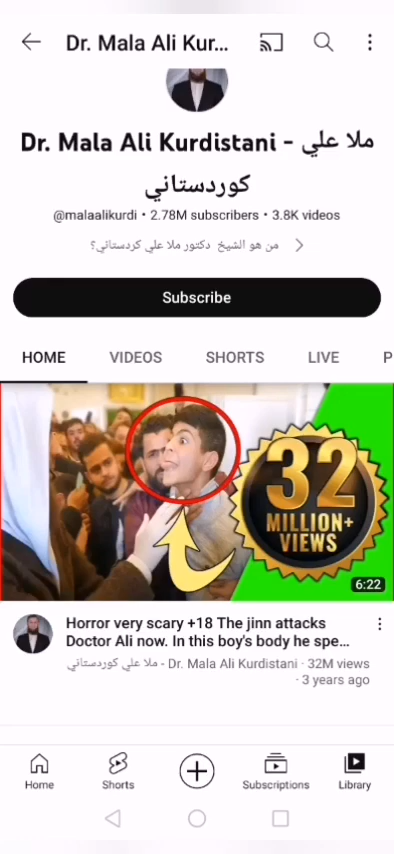 Dr. Mala Ali Kur...
Dr. Mala Ali Kurdistani - ملا علي
كوردستاني
@malaalikurdi • 2.78M subscribers • 3.8K videos
من هو الشيخ دكتور ملا علي كردستاني؟
Subscribe
HOME VIDEOS SHORTS LIVE P
32
MILLION+
VIEWS
6:22
Horror very scary +18 The jinn attacks
Doctor Ali now. In this boy's body he spe...
ملا علي كوردستاني - Dr. Mala Ali Kurdistani · 32M views
· 3 years ago
Home Shorts Subscriptions Library